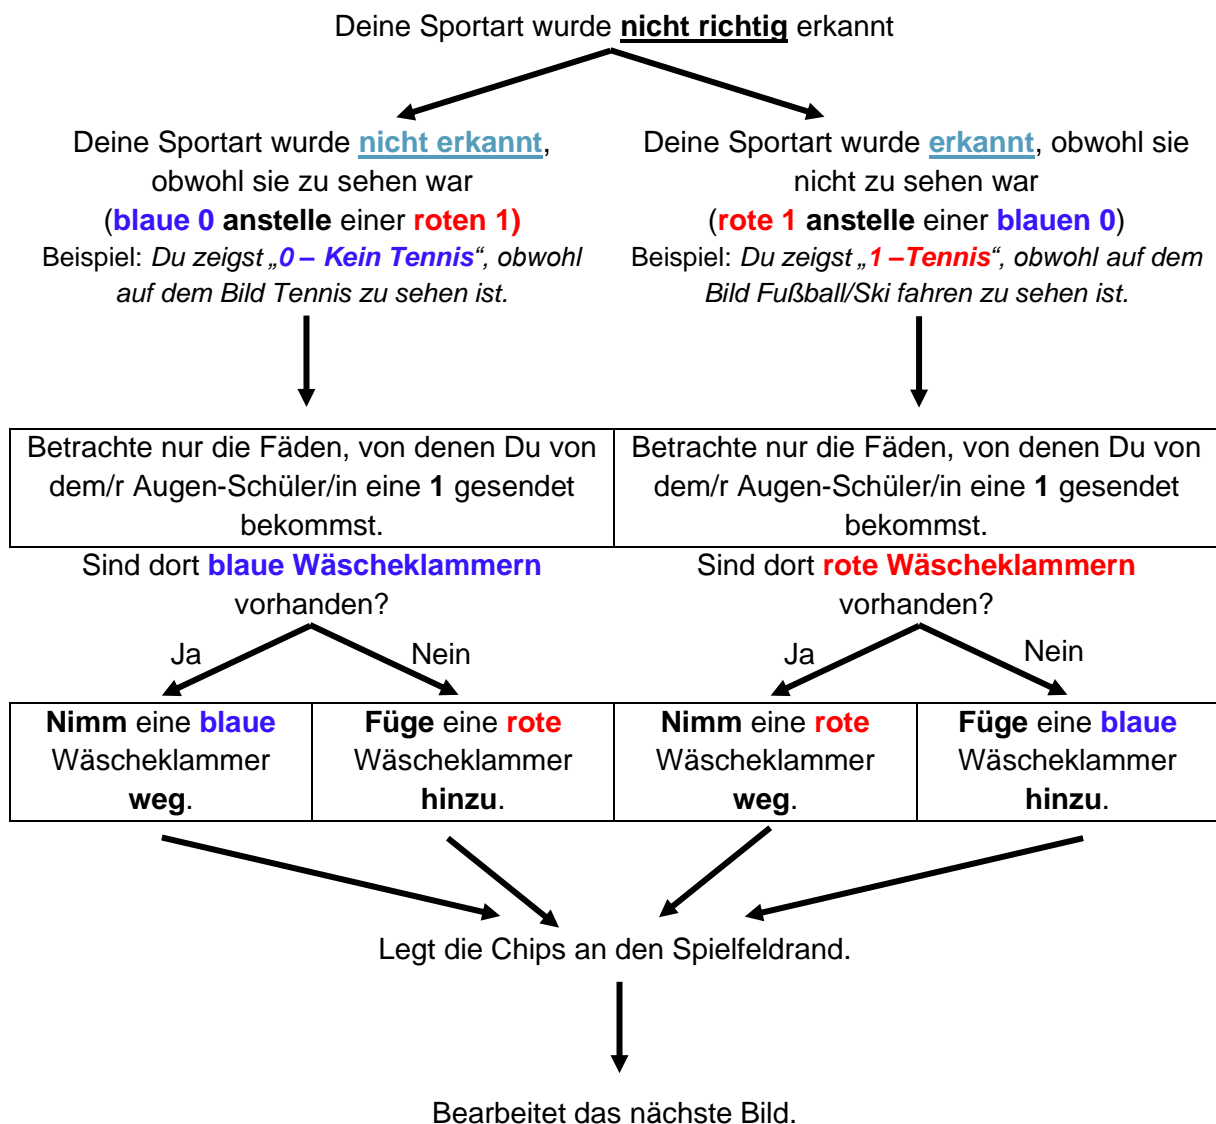 Deine Sportart wurde nicht richtig erkannt
Deine Sportart wurde nicht erkannt,
obwohl sie zu sehen war
(blaue 0 anstelle einer roten 1)
Beispiel: Du zeigst „0 – Kein Tennis“, obwohl
auf dem Bild Tennis zu sehen ist.
Deine Sportart wurde erkannt, obwohl sie
nicht zu sehen war
(rote 1 anstelle einer blauen 0)
Beispiel: Du zeigst „1 –Tennis“, obwohl auf dem
Bild Fußball/Ski fahren zu sehen ist.
Betrachte nur die Fäden, von denen Du von
dem/r Augen-Schüler/in eine 1 gesendet
bekommst.
Betrachte nur die Fäden, von denen Du von
dem/r Augen-Schüler/in eine 1 gesendet
bekommst.
Sind dort blaue Wäscheklammern
vorhanden?
Sind dort rote Wäscheklammern
vorhanden?
Ja
Nein
Ja
Nein
Nimm eine blaue
Wäscheklammer
weg.
Füge eine rote
Wäscheklammer
hinzu.
Nimm eine rote
Wäscheklammer
weg.
Füge eine blaue
Wäscheklammer
hinzu.
Legt die Chips an den Spielfeldrand.
Bearbeitet das nächste Bild.